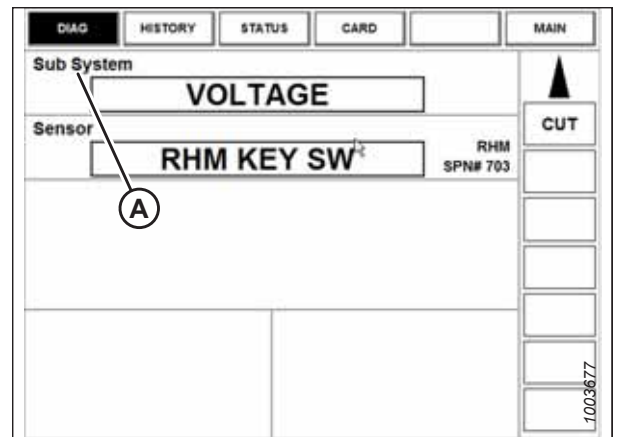 DIAG HISTORY STATUS CARD MAIN
Sub System
VOLTAGE
CUT
Sensor
RHM KEY SW
RHM
SPN# 703
A
1003677